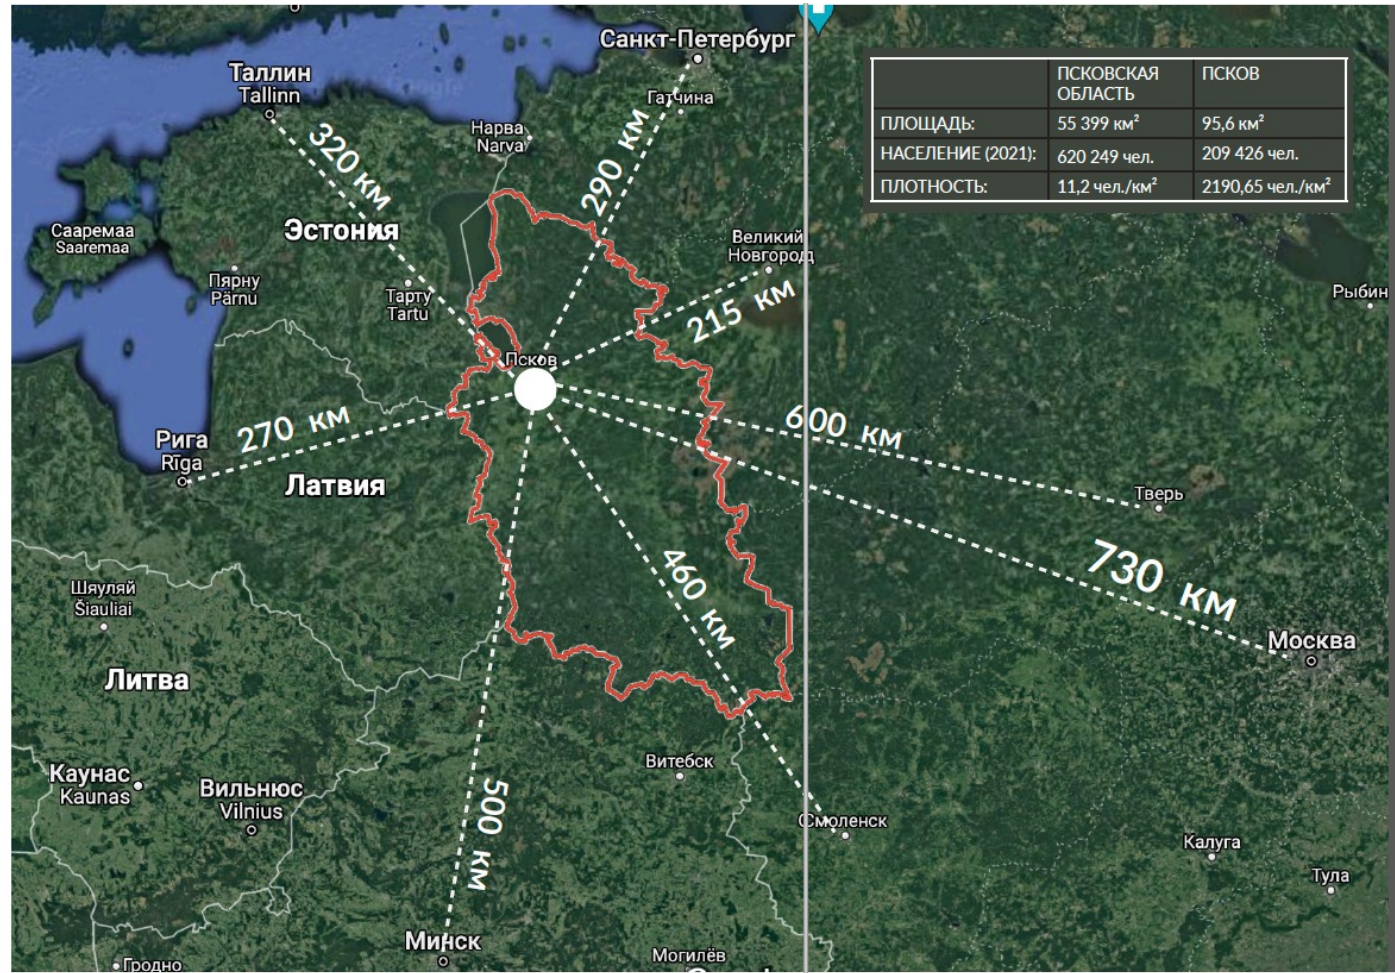 Санкт-Петербург
Таллин
Tallinn
Гатчина
Нарва
Narva
320 км
290 км
Эстония
Сааремаа
Saaremaa
Пярну
Pärnu
Тарту
Tartu
Великий
Новгород
215 км
Псков
Рыбин
ПСКОВСКАЯ ОБЛАСТЬ ПСКОВ
ПЛОЩАДЬ: 55 399 км² 95,6 км²
НАСЕЛЕНИЕ (2021): 620 249 чел. 209 426 чел.
ПЛОТНОСТЬ: 11,2 чел./км² 2190,65 чел./км²
270 км
600 км
Рига
Rīga
Латвия
Тверь
730 км
460 км
Шяуляй
Šiauliai
Москва
Литва
Витебск
Каунас
Kaunas
Вильнюс
Vilnius
500 км
Смоленск
Калуга
Тула
Минск
Могилёв
Гродно